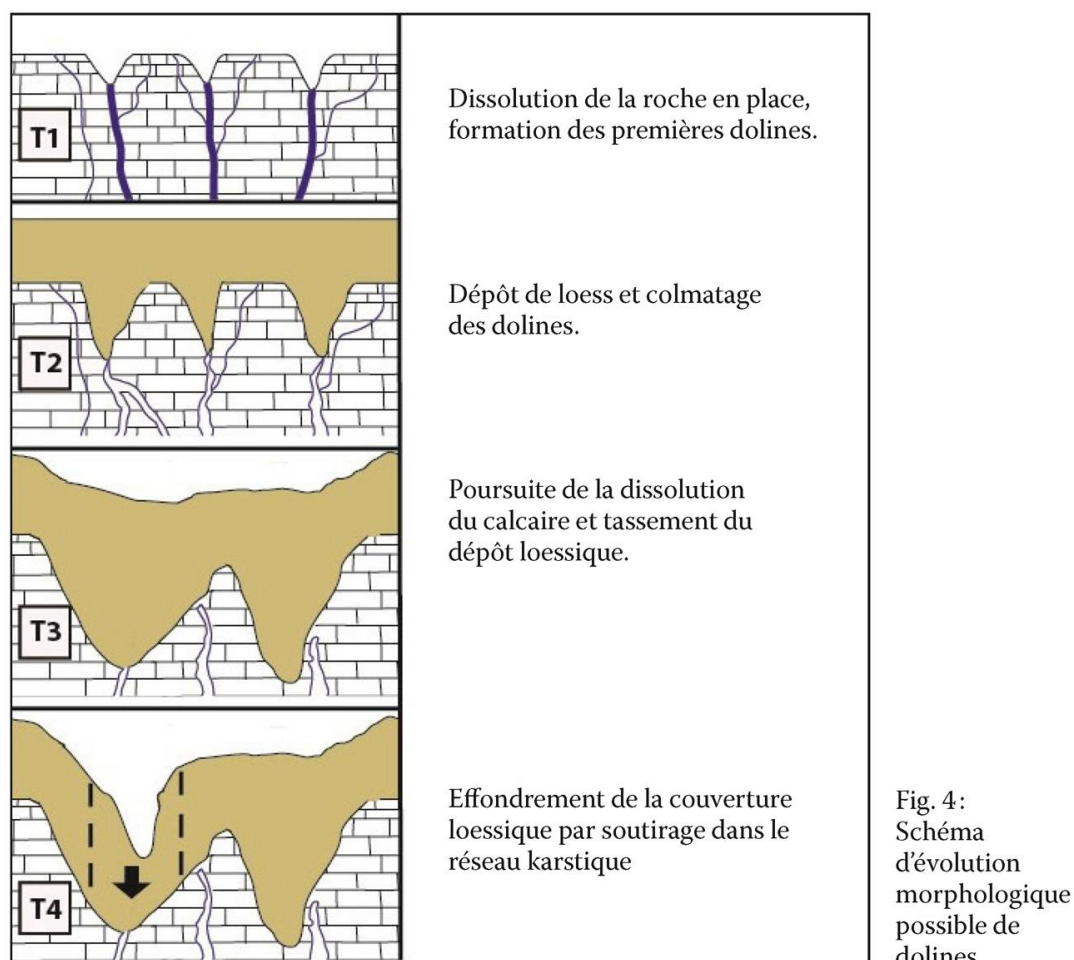 T1
Dissolution de la roche en place,
formation des premières dolines.
T2
Dépôt de loess et colmatage
des dolines.
T3
Poursuite de la dissolution
du calcaire et tassement du
dépôt loessique.
T4
Effondrement de la couverture
loessique par soutirage dans le
réseau karstique
Fig. 4 :
Schéma
d’évolution
morphologique
possible de
dolines